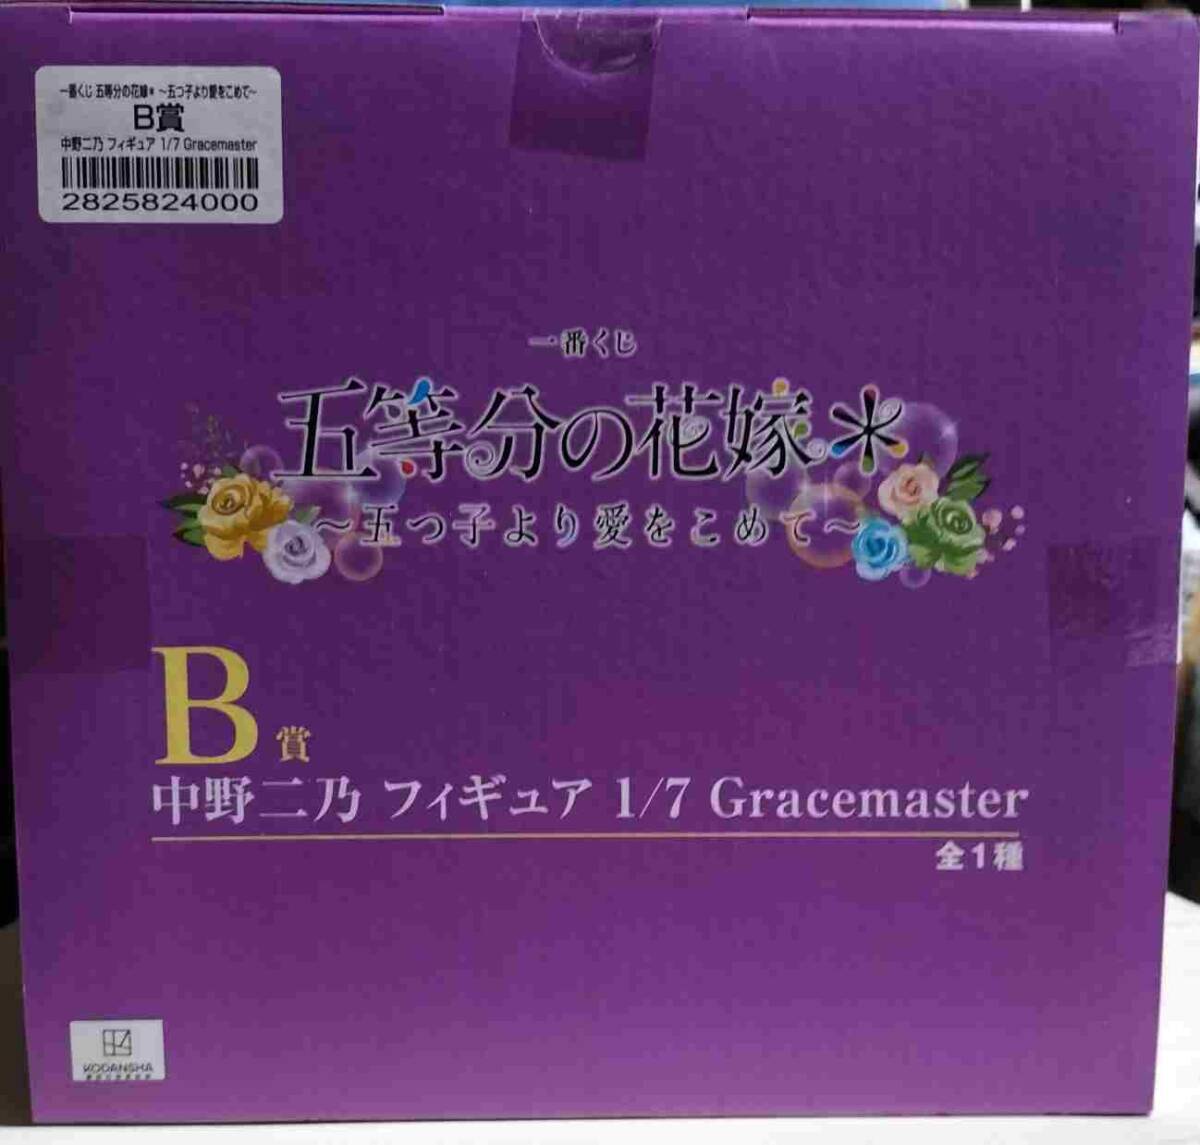 一番くじ 五等分の花嫁* ～五つ子より愛をこめて～
B賞
中野二乃 フィギュア 1/7 Gracemaster
2825824000
一番くじ
五等分の花嫁*
～五つ子より愛をこめて～
B賞
中野二乃 フィギュア 1/7 Gracemaster
全1種
KODANSHA